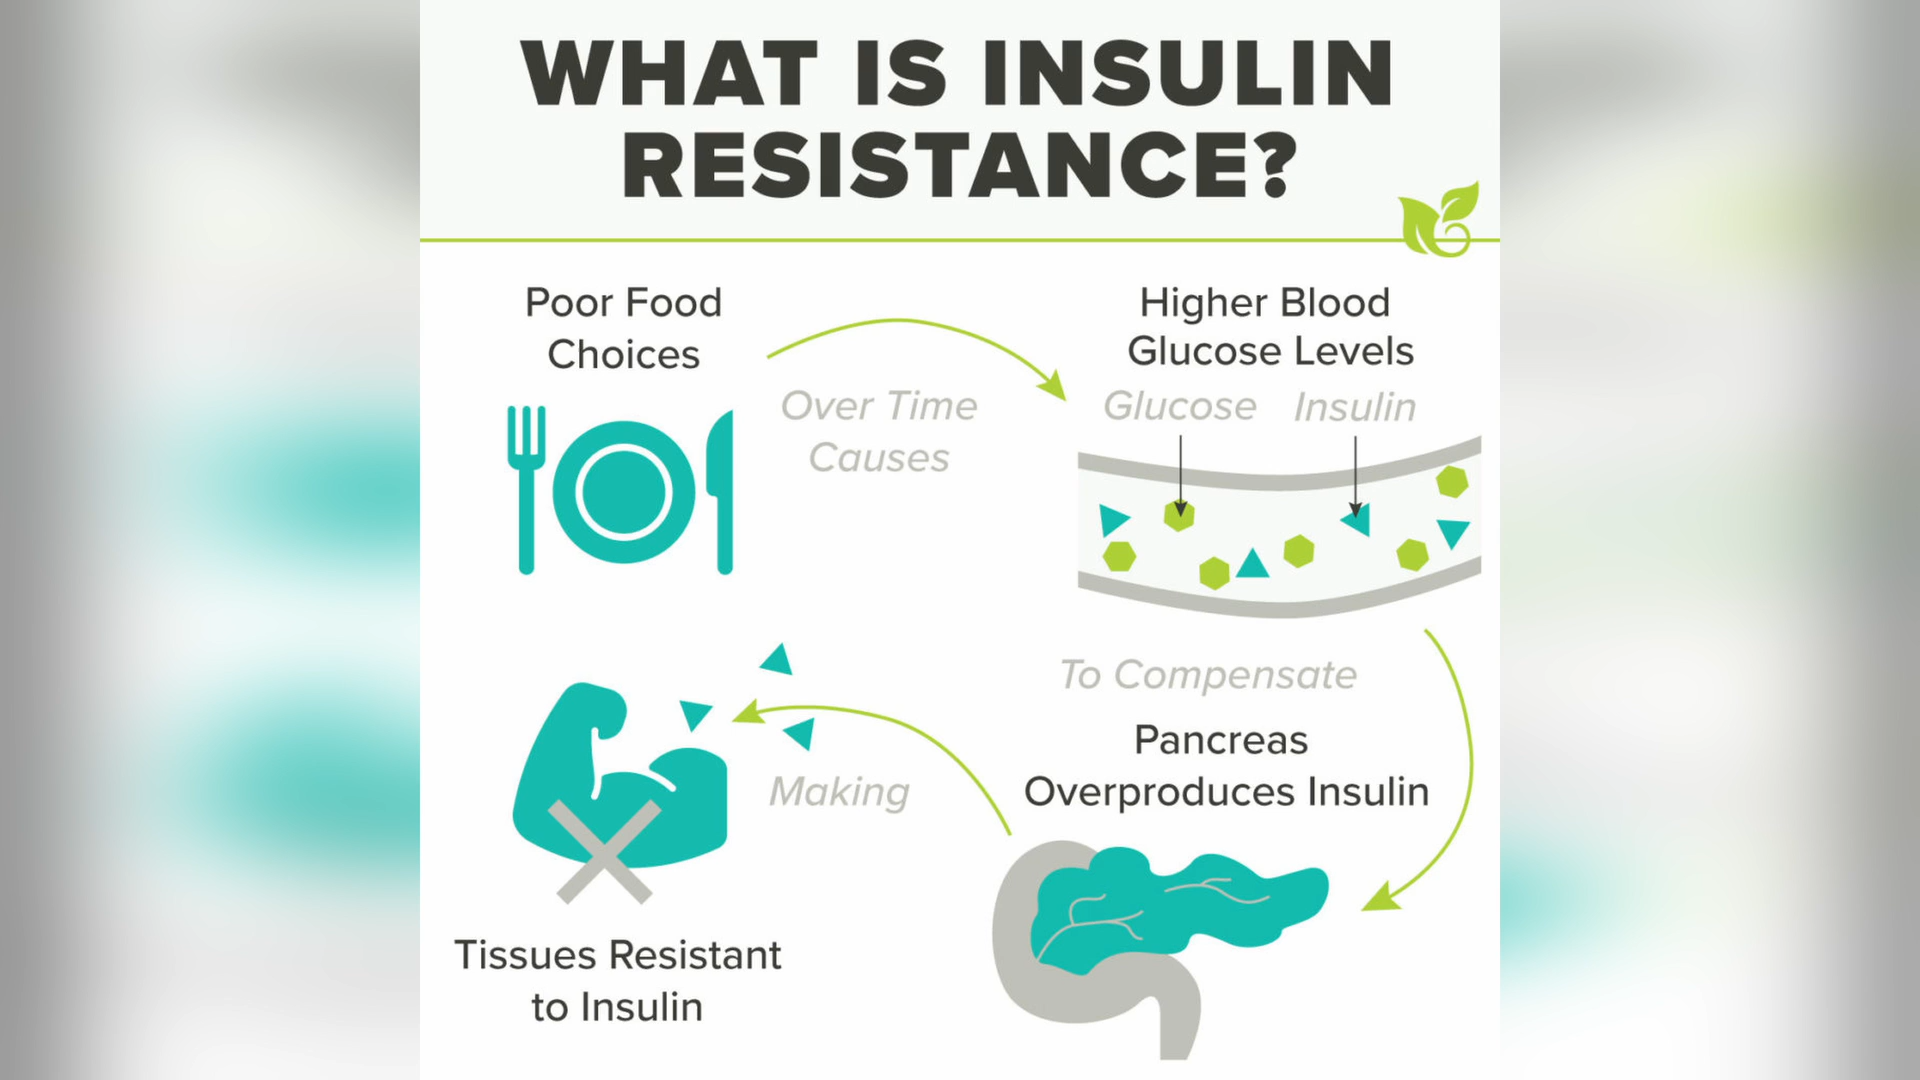 WHAT IS INSULIN
RESISTANCE?
Poor Food
Choices
Over Time
Causes
Higher Blood
Glucose Levels
Glucose Insulin
To Compensate
Pancreas
Overproduces Insulin
Making
Tissues Resistant
to Insulin